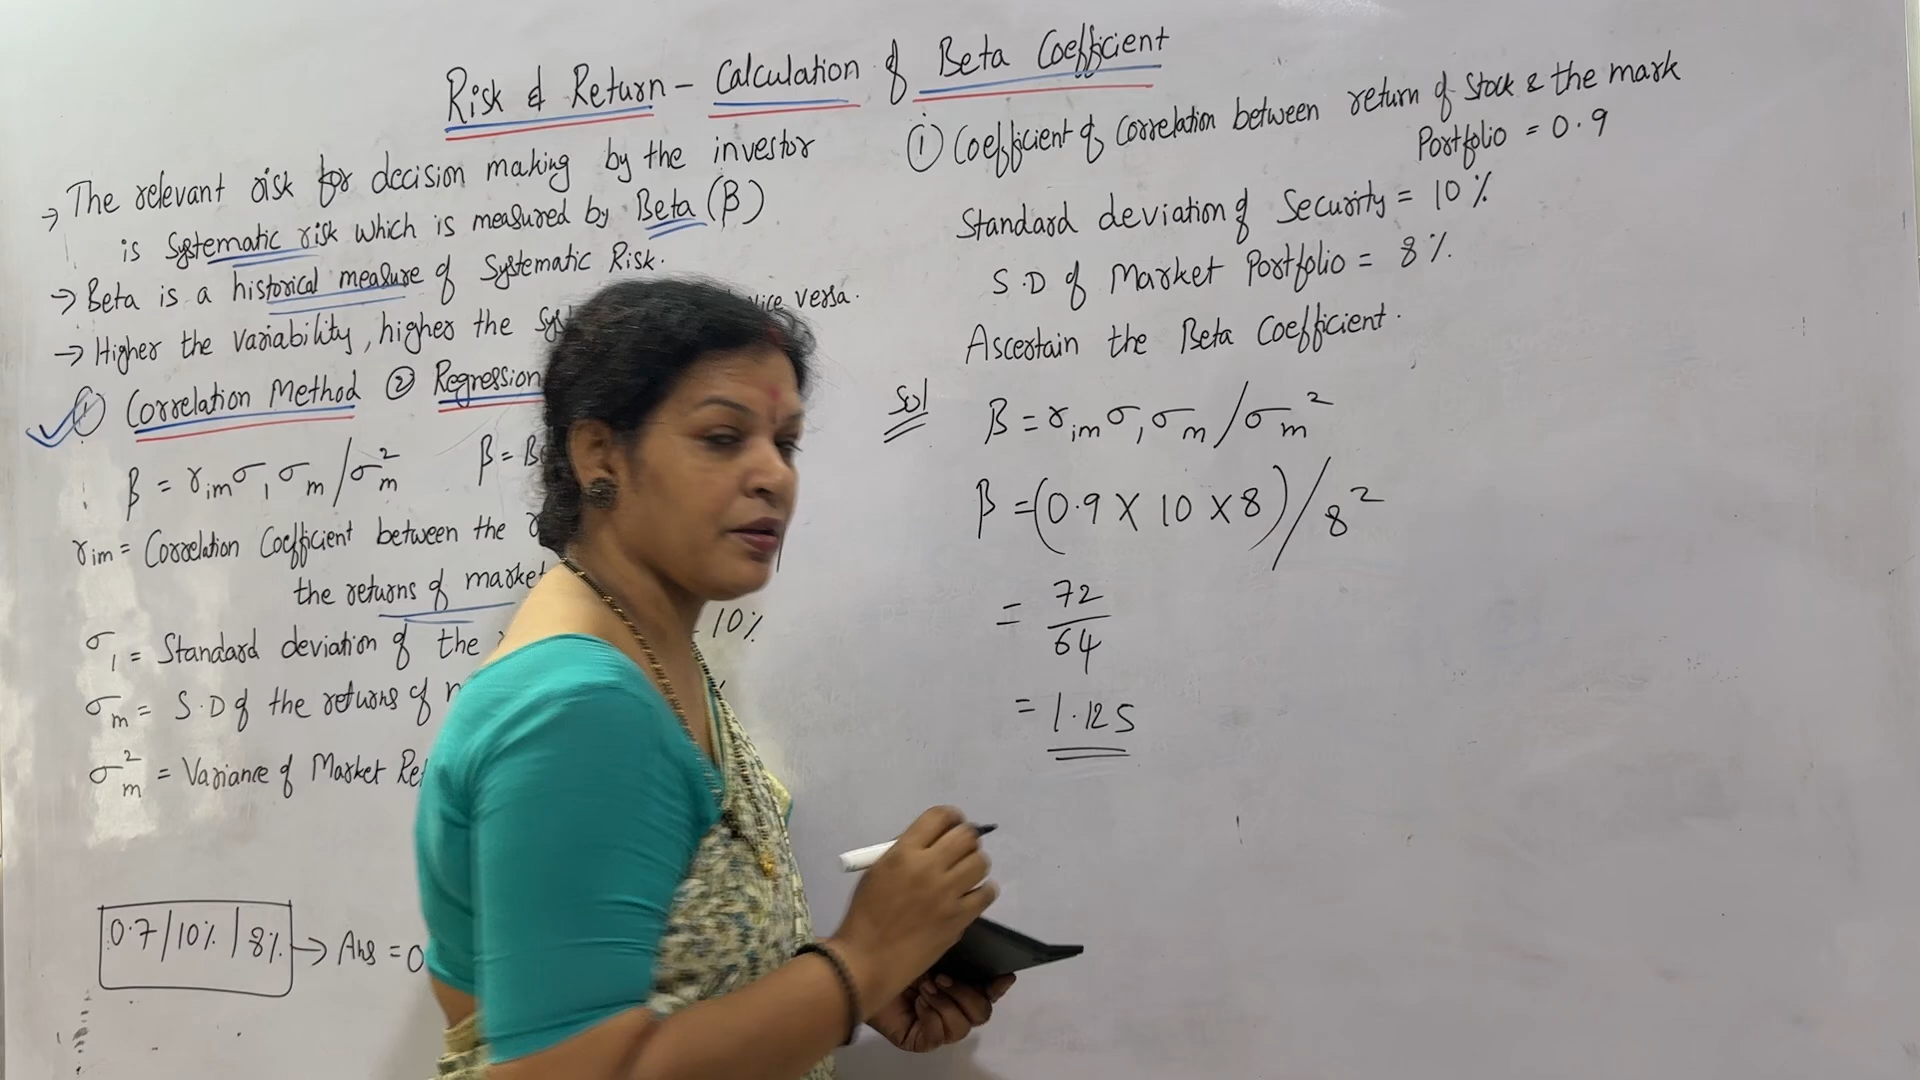 Risk & Return - Calculation of Beta Coefficient
→ The relevant risk for decision making by the investor
is systematic risk which is measured by Beta (β)
→ Beta is a historical measure of Systematic Risk.
→ Higher the Variability, higher the vice versa.
① Correlation Method ② Regression
β = rimσ1σm/σm² β =
rim = Correlation Coefficient between the
the returns of market
σ1 = Standard deviation of the 10%
σm = S.D of the returns of
σm² = Variance of Market
0.7/10%/8% → Ans = 0
① Coefficient of Correlation between return of Stock & the mark
Portfolio = 0.9
Standard deviation of Security = 10%
S.D of Market Portfolio = 8%.
Ascertain the Beta Coefficient.
Sol β = rimσ1σm/σm²
β = (0.9 X 10 X 8)/8²
= 72/64
= 1.125